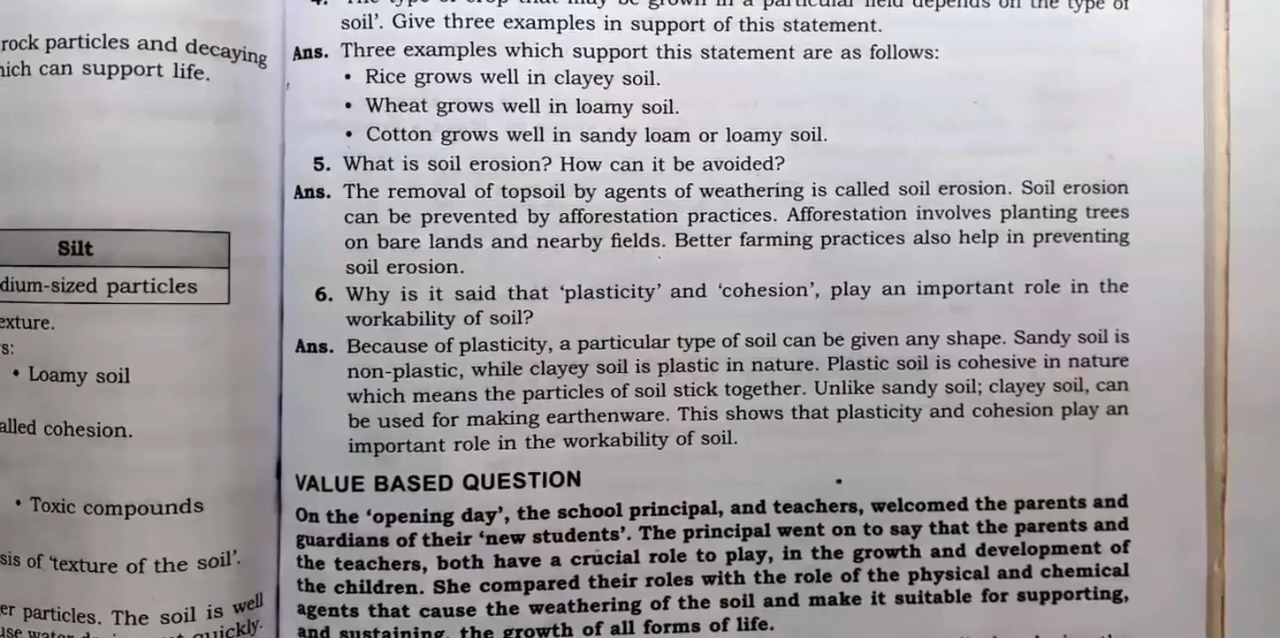 rock particles and decaying
which can support life.
Silt
dium-sized particles
exture.
s:
• Loamy soil
alled cohesion.
• Toxic compounds
sis of 'texture of the soil'.
er particles. The soil is well
quickly.
soil'. Give three examples in support of this statement.
Ans. Three examples which support this statement are as follows:
• Rice grows well in clayey soil.
• Wheat grows well in loamy soil.
• Cotton grows well in sandy loam or loamy soil.
5. What is soil erosion? How can it be avoided?
Ans. The removal of topsoil by agents of weathering is called soil erosion. Soil erosion
can be prevented by afforestation practices. Afforestation involves planting trees
on bare lands and nearby fields. Better farming practices also help in preventing
soil erosion.
6. Why is it said that 'plasticity' and 'cohesion', play an important role in the
workability of soil?
Ans. Because of plasticity, a particular type of soil can be given any shape. Sandy soil is
non-plastic, while clayey soil is plastic in nature. Plastic soil is cohesive in nature
which means the particles of soil stick together. Unlike sandy soil; clayey soil, can
be used for making earthenware. This shows that plasticity and cohesion play an
important role in the workability of soil.
VALUE BASED QUESTION
On the 'opening day', the school principal, and teachers, welcomed the parents and
guardians of their 'new students'. The principal went on to say that the parents and
the teachers, both have a crucial role to play, in the growth and development of
the children. She compared their roles with the role of the physical and chemical
agents that cause the weathering of the soil and make it suitable for supporting,
and sustaining, the growth of all forms of life.